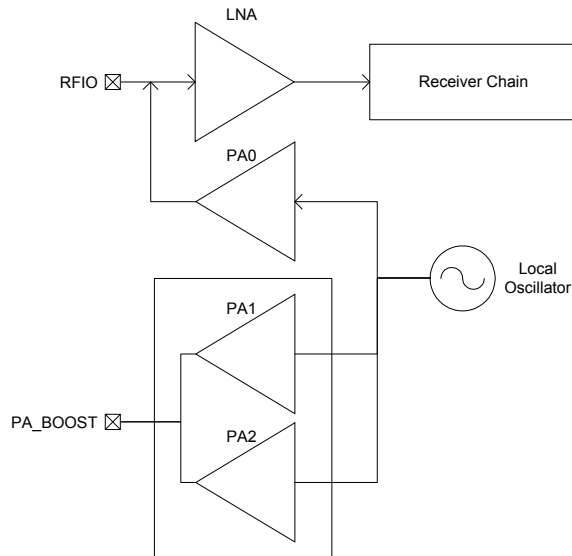 LNA
RFIO
Receiver Chain
PA0
Local
Oscillator
PA1
PA_BOOST
PA2